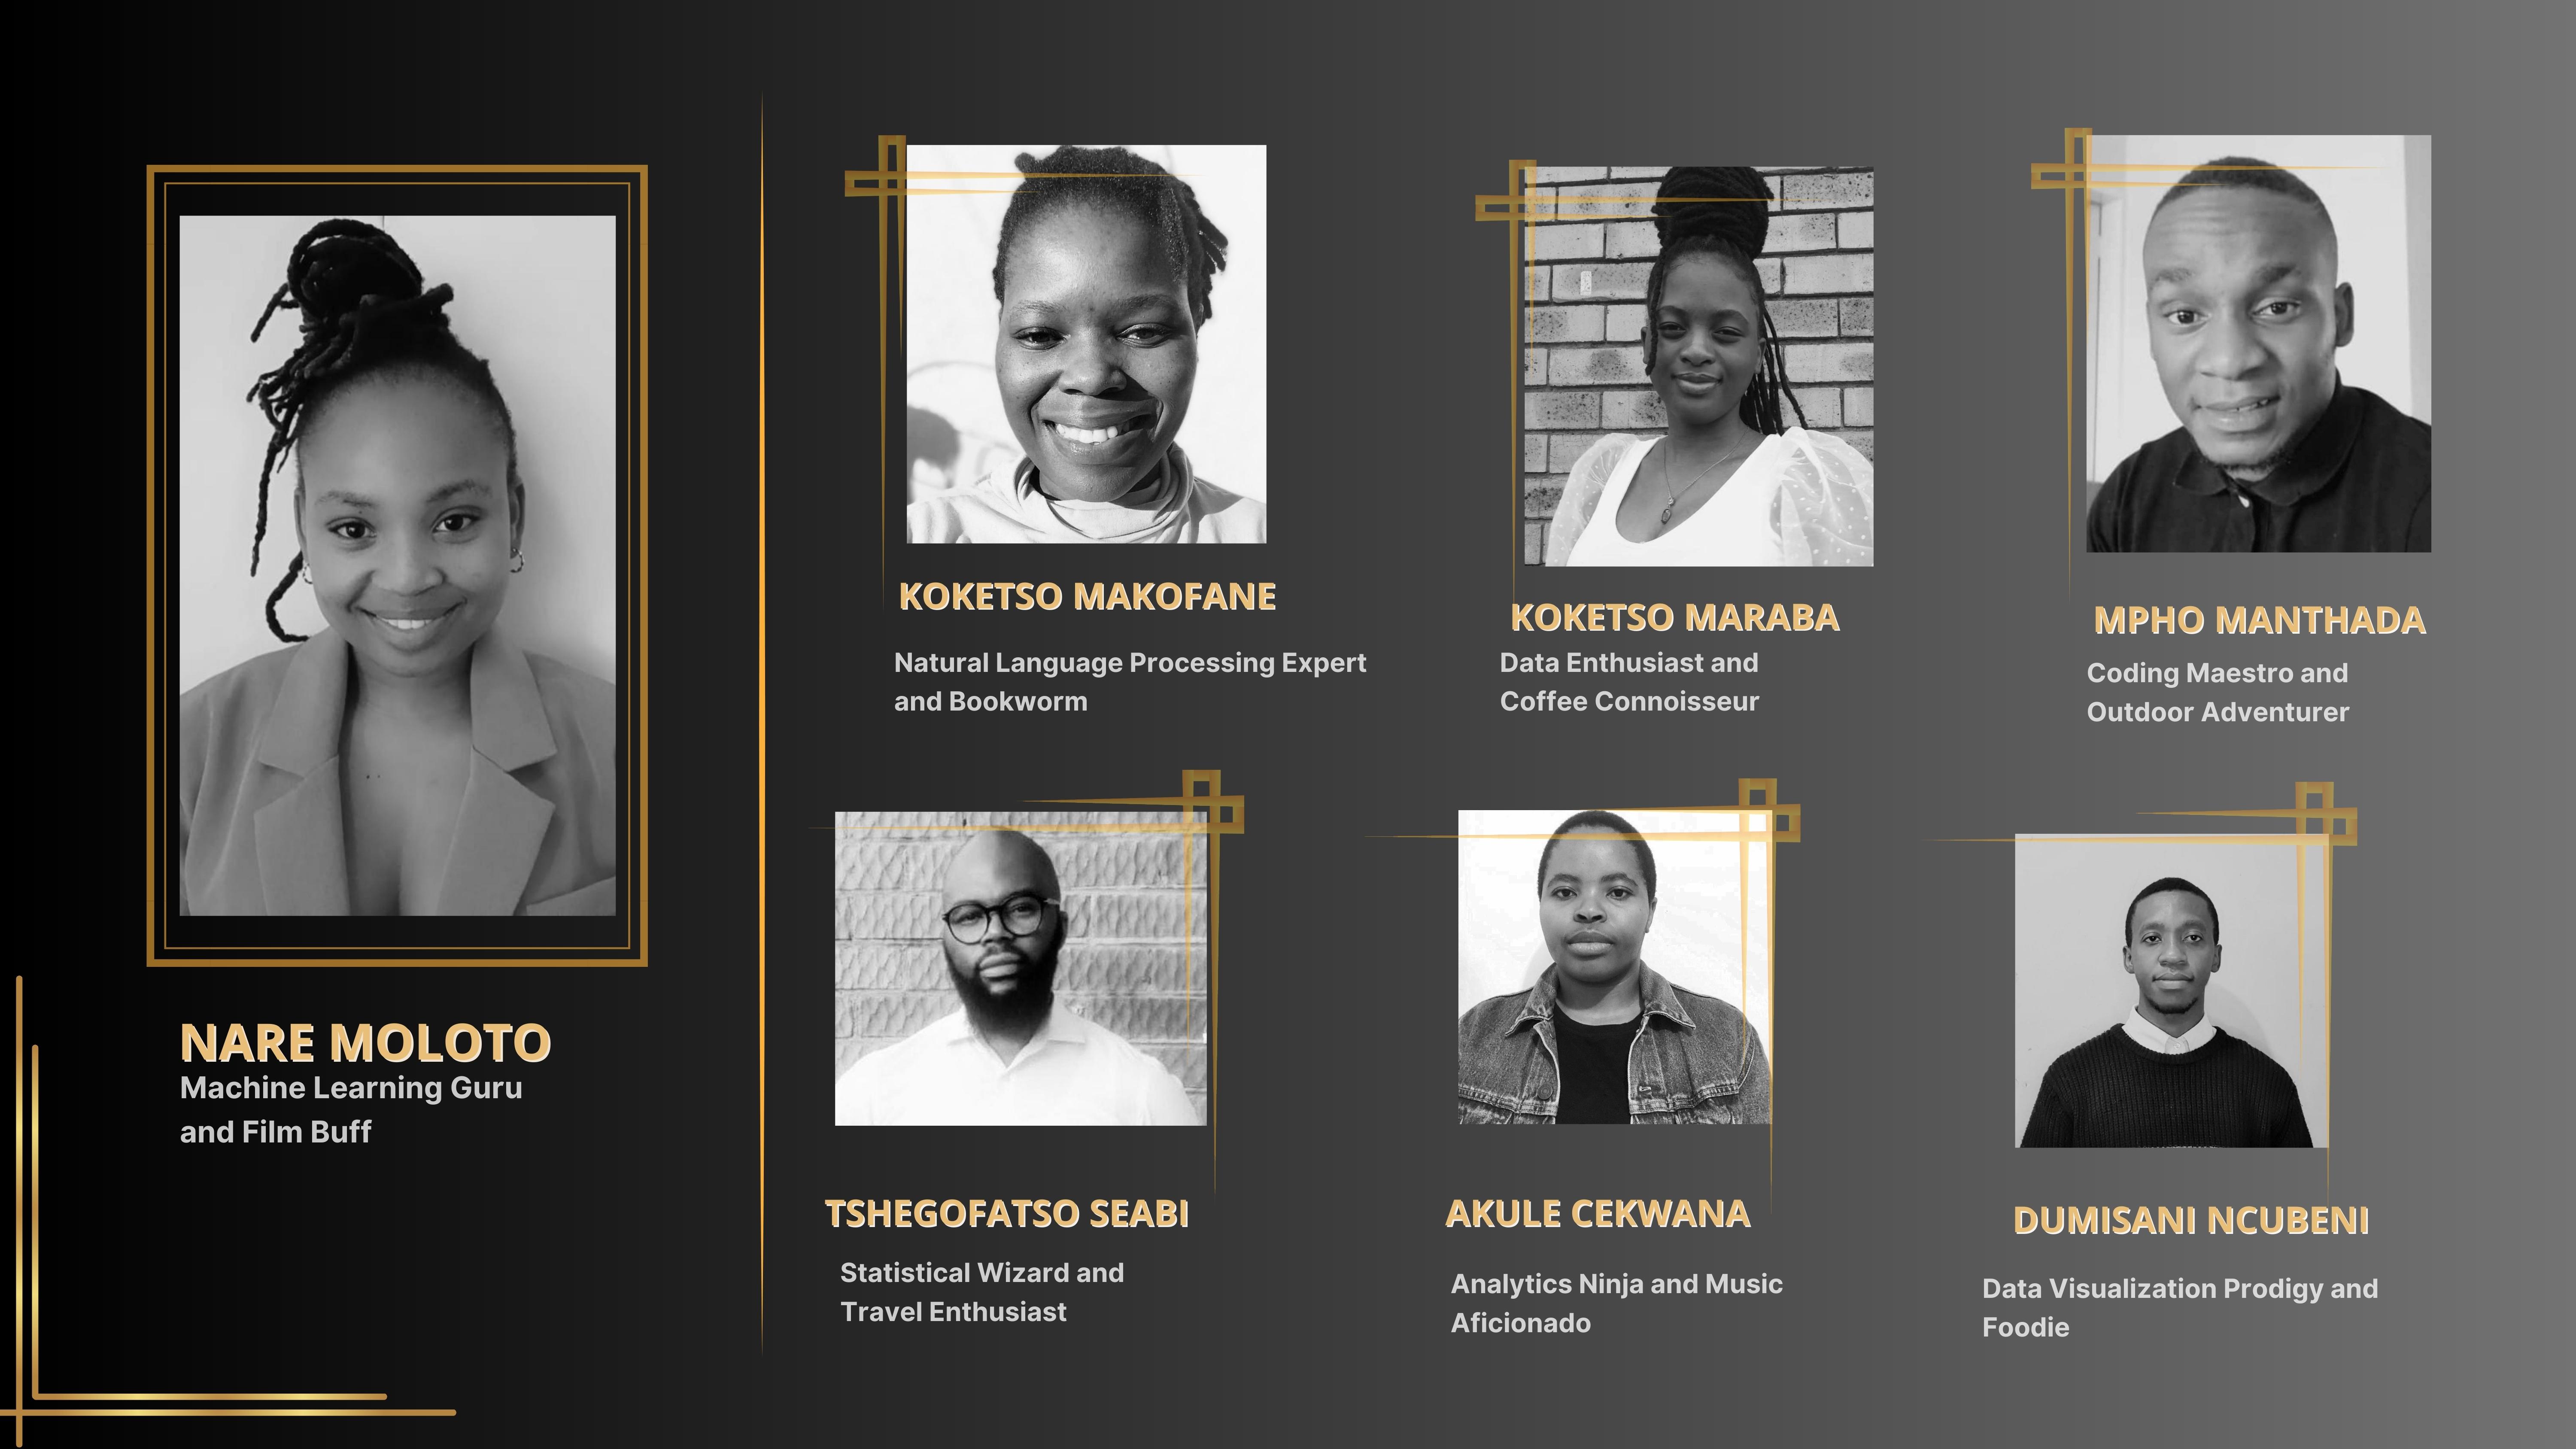 NARE MOLOTO
Machine Learning Guru
and Film Buff
KOKETSO MAKOFANE
Natural Language Processing Expert
and Bookworm
KOKETSO MARABA
Data Enthusiast and
Coffee Connoisseur
MPHO MANTHADA
Coding Maestro and
Outdoor Adventurer
TSHEGOFATSO SEABI
Statistical Wizard and
Travel Enthusiast
AKULE CEKWANA
Analytics Ninja and Music
Aficionado
DUMISANI NCUBENI
Data Visualization Prodigy and
Foodie